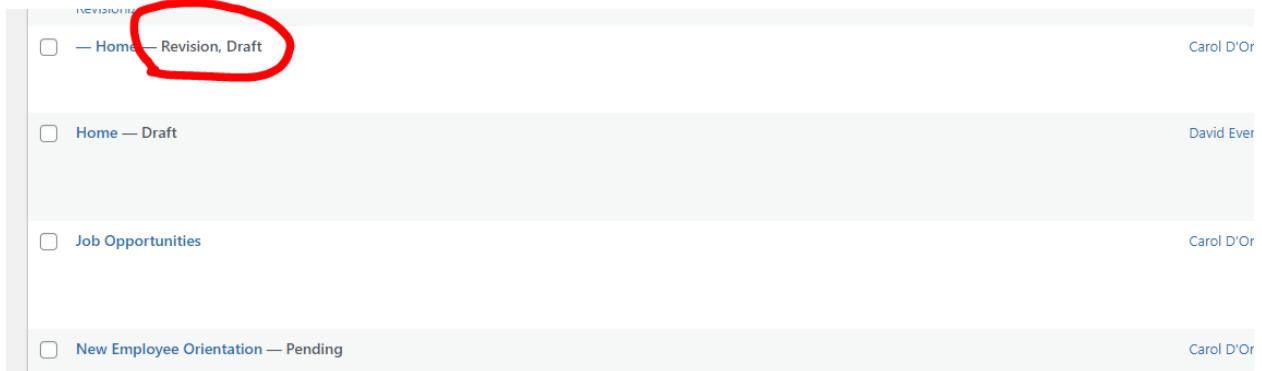 — Home — Revision, Draft
Carol D'Or
Home — Draft
David Ever
Job Opportunities
Carol D'Or
New Employee Orientation — Pending
Carol D'Or